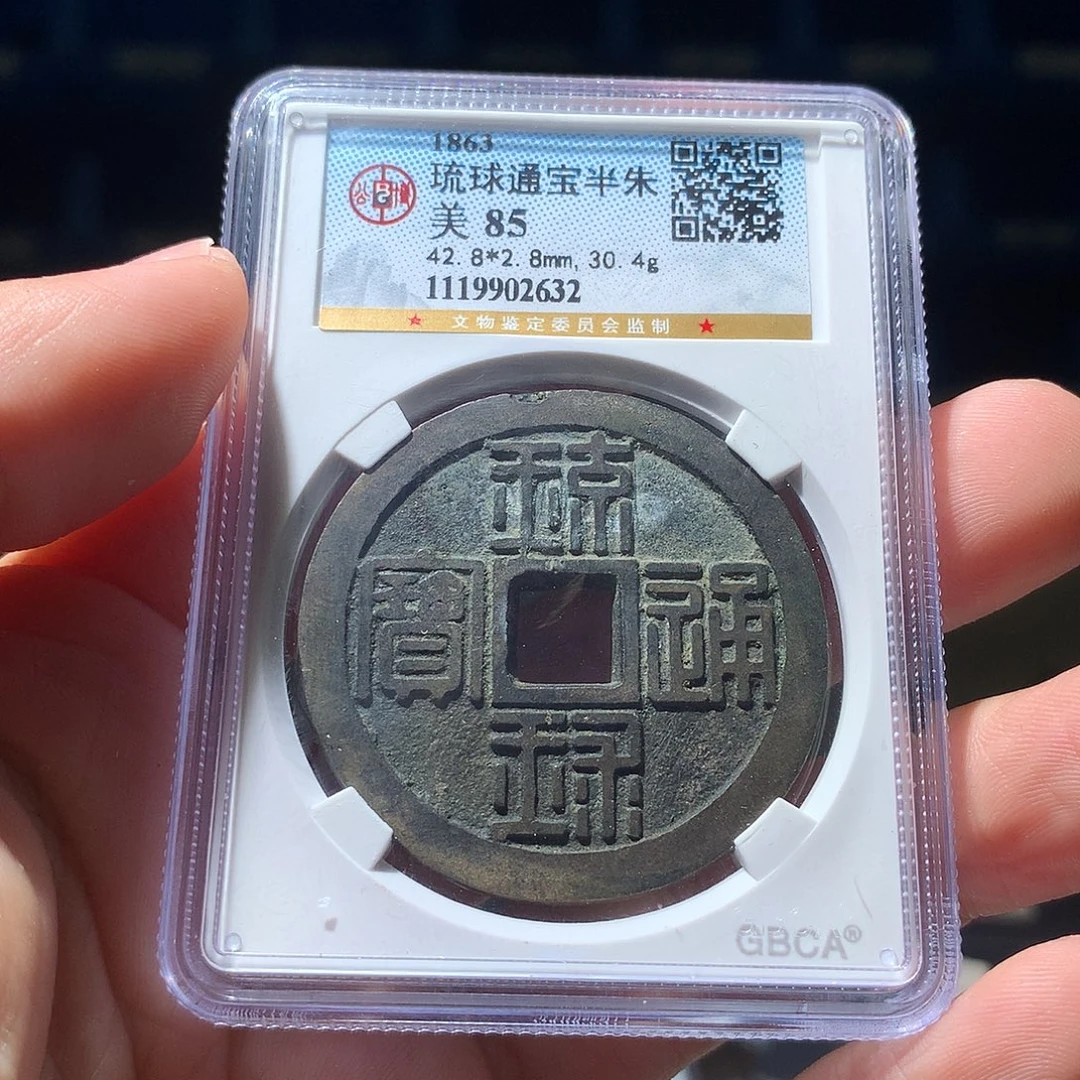 1863
琉球通宝半朱
美 85
42.8*2.8mm, 30.4g
1119902632
★ 文物鉴定委员会监制 ★
琉球通寶
GBCA®